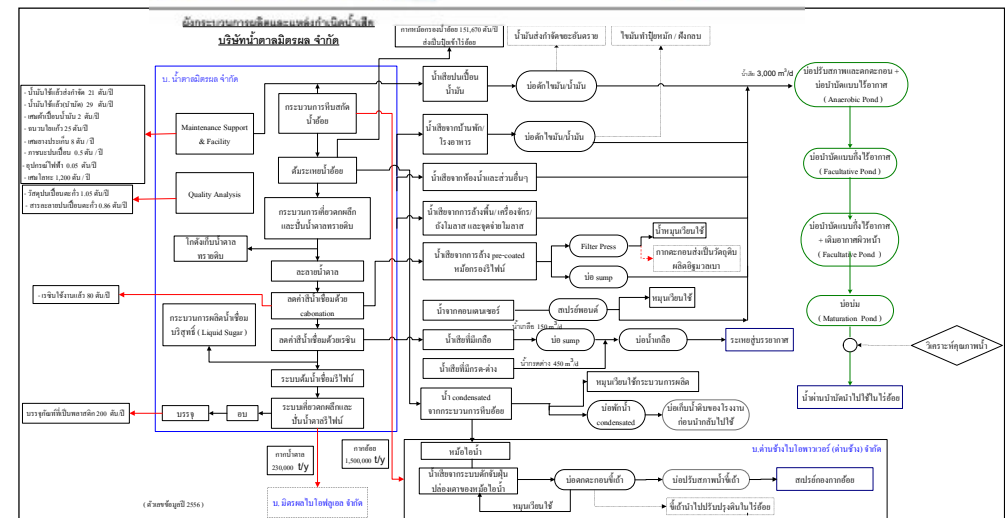 ผังกระบวนการผลิตและแหล่งกำเนิดน้ำเสีย
บริษัทน้ำตาลมิตรผล จำกัด
กากหม้อกรองน้ำอ้อย 151,670 ตัน/ปี
ส่งเป็นปุ๋ยเข้าไร่อ้อย
น้ำมันส่งกำจัดขยะอันตราย
ไขมันทำปุ๋ยหมัก / ฝังกลบ
บ. น้ำตาลมิตรผล จำกัด
- น้ำมันใช้แล้วส่งกำจัด 21 ตัน/ปี
- น้ำมันใช้แล้ว(บำบัด) 29 ตัน/ปี
- เศษผ้าเปื้อนน้ำมัน 2 ตัน/ปี
- ฉนวนใยแก้ว 25 ตัน/ปี
- เศษยางประเก็น 8 ตัน / ปี
- ภาชนะปนเปื้อน 0.5 ตัน / ปี
- อุปกรณ์ไฟฟ้า 0.05 ตัน / ปี
- เศษโลหะ 1,200 ตัน / ปี
- วัสดุปนเปื้อนตะกั่ว 1.05 ตัน/ปี
- สารละลายปนเปื้อนตะกั่ว 0.86 ตัน/ปี
Maintenance Support
& Facility
Quality Analysis
กระบวนการหีบสกัด
น้ำอ้อย
ต้มระเหยน้ำอ้อย
กระบวนการเคี่ยวตกผลึก
และปั่นน้ำตาลทรายดิบ
โกดังเก็บน้ำตาล
ทรายดิบ
ละลายน้ำตาล
- เรซินใช้งานแล้ว 80 ตัน/ปี
ลดค่าสีน้ำเชื่อมด้วย
cabonation
กระบวนการผลิตน้ำเชื่อม
บริสุทธิ์ ( Liquid Sugar )
ลดค่าสีน้ำเชื่อมด้วยเรซิน
ระบบต้มน้ำเชื่อมรีไฟน์
ระบบเคี่ยวตกผลึกและ
ปั่นน้ำตาลรีไฟน์
อบ
บรรจุ
บรรจุภัณฑ์ที่เป็นพลาสติก 200 ตัน/ปี
กากน้ำตาล
230,000 t/y
กากอ้อย
1,500,000 t/y
บ. มิตรผลไบโอฟูเอล จำกัด
( ตัวเลขข้อมูลปี 2556 )
น้ำเสียปนเปื้อน
น้ำมัน
บ่อดักไขมัน/น้ำมัน
น้ำเสียจากบ้านพัก/
โรงอาหาร
บ่อดักไขมัน/น้ำมัน
น้ำเสียจากห้องน้ำและส่วนอื่นๆ
น้ำเสียจากการล้างพื้น/ เครื่องจักร/
ถังโมลาส และจุดจ่ายโมลาส
น้ำเสียจากการล้าง pre-coated
หม้อกรองรีไฟน์
Filter Press
บ่อ sump
น้ำหมุนเวียนใช้
กากตะกอนส่งเป็นวัตถุดิบ
ผลิตอิฐมวลเบา
น้ำจากคอนเดนเซอร์
สเปรย์พอนด์
หมุนเวียนใช้
น้ำเสียที่มีเกลือ
น้ำเกลือ 150 m³/d
บ่อ sump
บ่อน้ำเกลือ
ระเหยสู่บรรยากาศ
น้ำเสียที่มีกรด-ด่าง
น้ำกรดด่าง 450 m³/d
น้ำ condensated
จากกระบวนการหีบอ้อย
หมุนเวียนใช้กระบวนการผลิต
บ่อพักน้ำ
condensated
บ่อเก็บน้ำดิบของโรงงาน
ก่อนนำกลับไปใช้
น้ำเสีย 3,000 m³/d
บ่อปรับสภาพและตกตะกอน +
บ่อบำบัดแบบไร้อากาศ
( Anaerobic Pond )
บ่อบำบัดแบบกึ่งไร้อากาศ
( Facultative Pond )
บ่อบำบัดแบบกึ่งไร้อากาศ
+ เติมอากาศผิวหน้า
( Facultative Pond )
บ่อบ่ม
( Maturation Pond )
วิเคราะห์คุณภาพน้ำ
น้ำผ่านบำบัดนำไปใช้ในไร่อ้อย
บ.ด่านช้างไบโอพาวเวอร์ (ด่านช้าง) จำกัด
หม้อไอน้ำ
น้ำเสียจากระบบดักจับฝุ่น
ปล่องเตาของหม้อไอน้ำ
บ่อตกตะกอนขี้เถ้า
บ่อปรับสภาพน้ำขี้เถ้า
สเปรย์กองกากอ้อย
หมุนเวียนใช้
ขี้เถ้านำไปปรับปรุงดินในไร่อ้อย